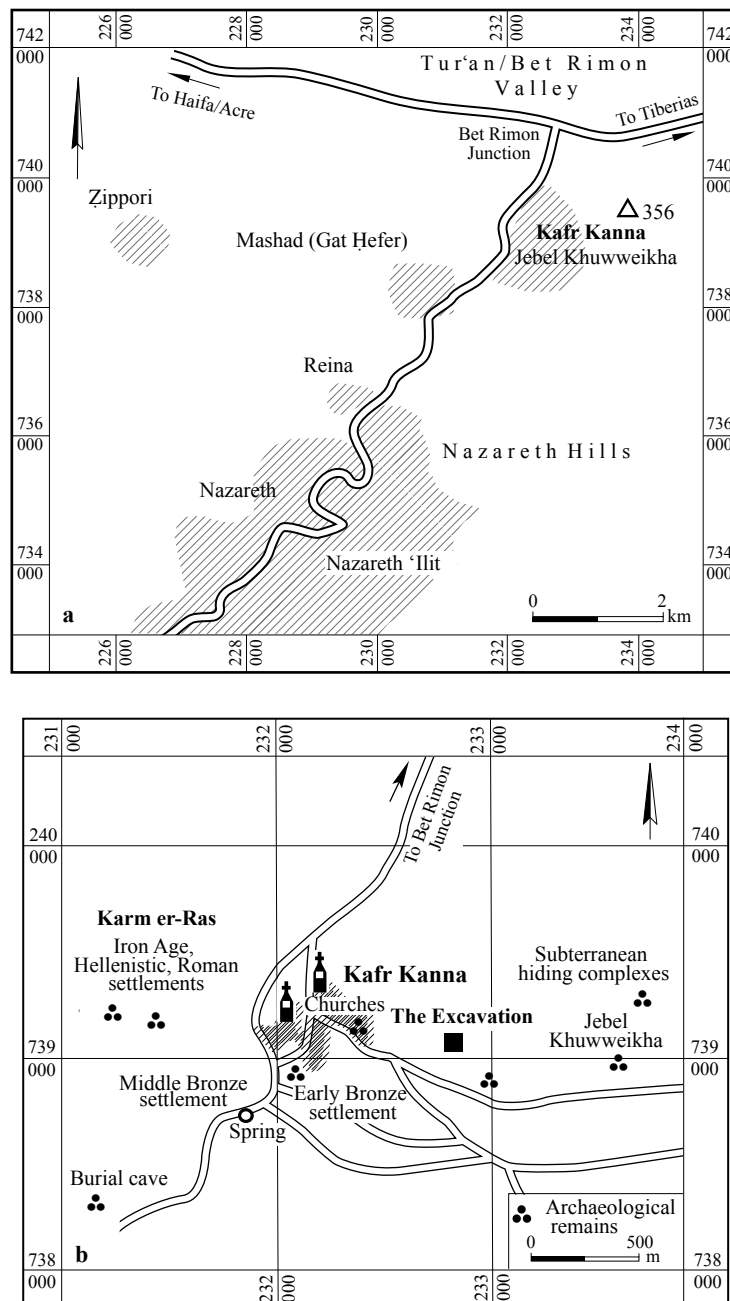 226
000
228
000
230
000
232
000
234
000
742
000
Tur‘an/Bet Rimon
Valley
To Haifa/Acre
To Tiberias
Bet Rimon
Junction
740
000
740
000
Ẓippori
356
Mashad (Gat Ḥefer)
Kafr Kanna
Jebel Khuwweikha
738
000
738
000
Reina
736
000
736
000
Nazareth Hills
Nazareth
734
000
734
000
Nazareth ‘Ilit
0
2
km
a
226
000
228
000
230
000
232
000
234
000
231
000
232
000
233
000
234
000
To Bet Rimon
Junction
240
000
740
000
Karm er-Ras
Iron Age,
Hellenistic, Roman
settlements
Subterranean
hiding complexes
Kafr Kanna
Churches
The Excavation
Jebel
Khuwweikha
739
000
739
000
Middle Bronze
settlement
Early Bronze
settlement
Spring
Burial cave
Archaeological
remains
0
500
m
b
738
000
738
000
232
000
233
000